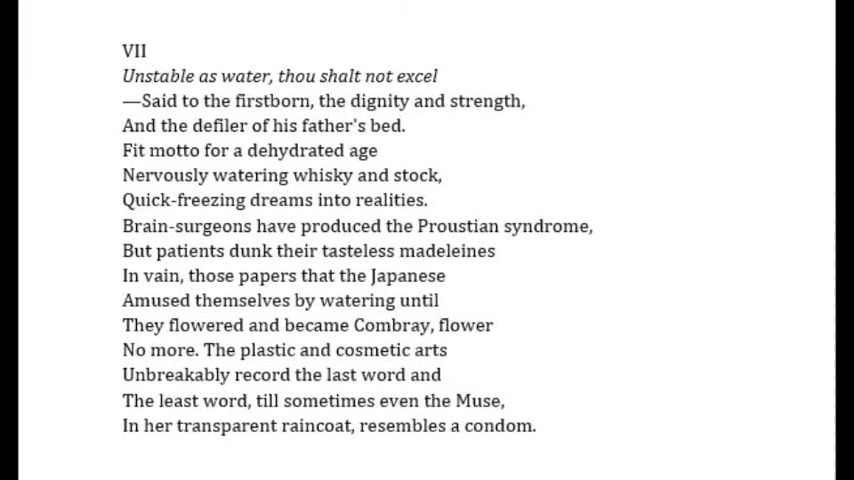 VII
Unstable as water, thou shalt not excel
—Said to the firstborn, the dignity and strength,
And the defiler of his father's bed.
Fit motto for a dehydrated age
Nervously watering whisky and stock,
Quick-freezing dreams into realities.
Brain-surgeons have produced the Proustian syndrome,
But patients dunk their tasteless madeleines
In vain, those papers that the Japanese
Amused themselves by watering until
They flowered and became Combray, flower
No more. The plastic and cosmetic arts
Unbreakably record the last word and
The least word, till sometimes even the Muse,
In her transparent raincoat, resembles a condom.